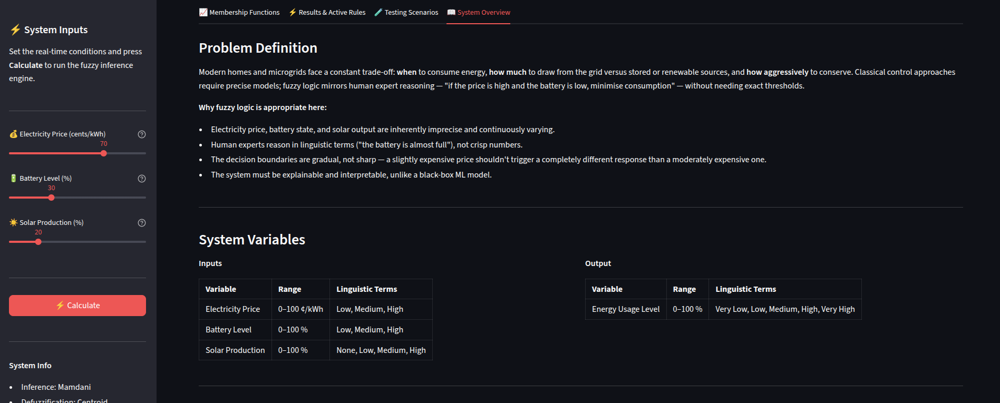 ⚡ System Inputs
Set the real-time conditions and press
Calculate to run the fuzzy inference
engine.
💰 Electricity Price (cents/kWh)
70
🔋 Battery Level (%)
30
☀️ Solar Production (%)
20
⚡ Calculate
System Info
• Inference: Mamdani
• Defuzzification: Centroid
📈 Membership Functions ⚡ Results & Active Rules 🧪 Testing Scenarios 📖 System Overview
Problem Definition
Modern homes and microgrids face a constant trade-off: when to consume energy, how much to draw from the grid versus stored or renewable sources, and how aggressively to conserve. Classical control approaches
require precise models; fuzzy logic mirrors human expert reasoning — "if the price is high and the battery is low, minimise consumption" — without needing exact thresholds.
Why fuzzy logic is appropriate here:
• Electricity price, battery state, and solar output are inherently imprecise and continuously varying.
• Human experts reason in linguistic terms ("the battery is almost full"), not crisp numbers.
• The decision boundaries are gradual, not sharp — a slightly expensive price shouldn't trigger a completely different response than a moderately expensive one.
• The system must be explainable and interpretable, unlike a black-box ML model.
System Variables
Inputs
Variable Range Linguistic Terms
Electricity Price 0–100 ¢/kWh Low, Medium, High
Battery Level 0–100 % Low, Medium, High
Solar Production 0–100 % None, Low, Medium, High
Output
Variable Range Linguistic Terms
Energy Usage Level 0–100 % Very Low, Low, Medium, High, Very High